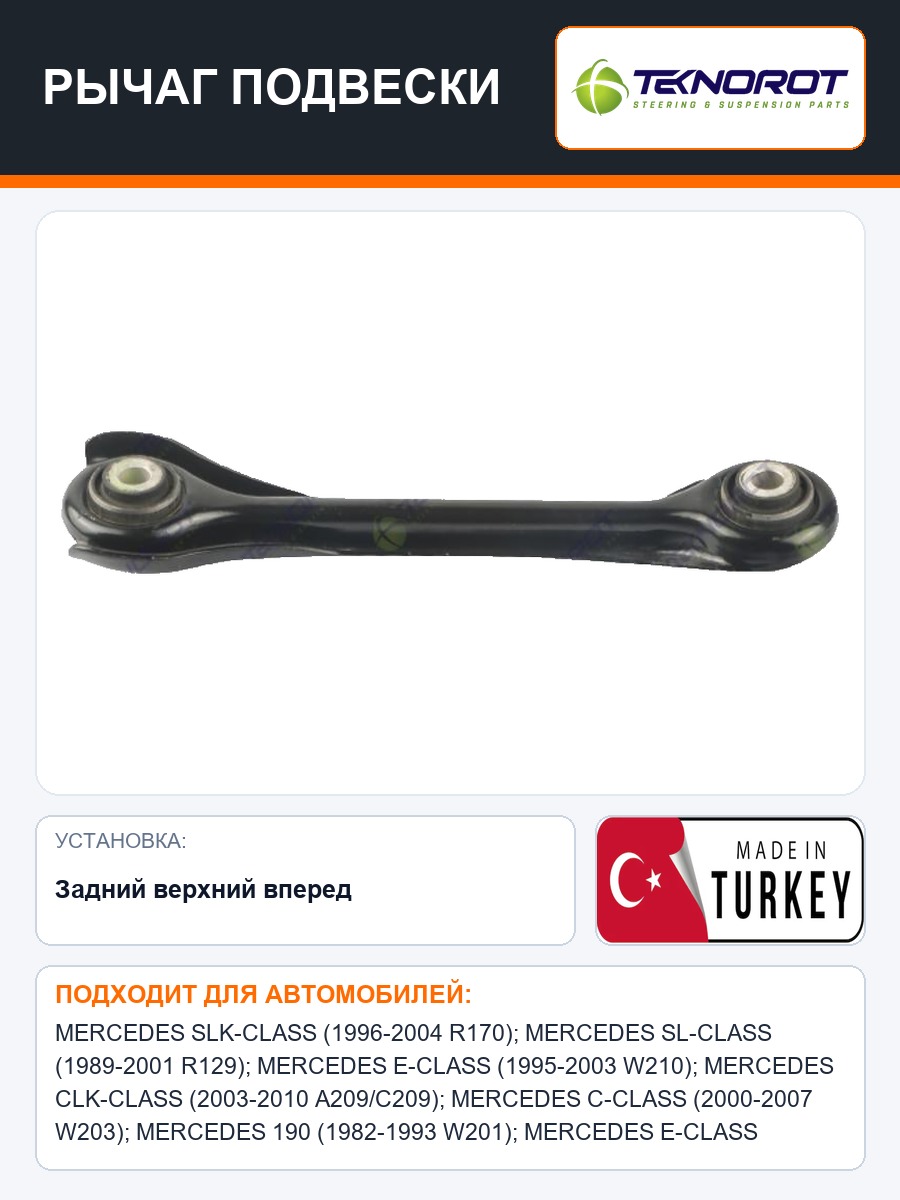 РЫЧАГ ПОДВЕСКИ
TEKNOROT
STEERING & SUSPENSION PARTS
УСТАНОВКА:
Задний верхний вперед
MADE IN
TURKEY
ПОДХОДИТ ДЛЯ АВТОМОБИЛЕЙ:
MERCEDES SLK-CLASS (1996-2004 R170); MERCEDES SL-CLASS
(1989-2001 R129); MERCEDES E-CLASS (1995-2003 W210); MERCEDES
CLK-CLASS (2003-2010 A209/C209); MERCEDES C-CLASS (2000-2007
W203); MERCEDES 190 (1982-1993 W201); MERCEDES E-CLASS